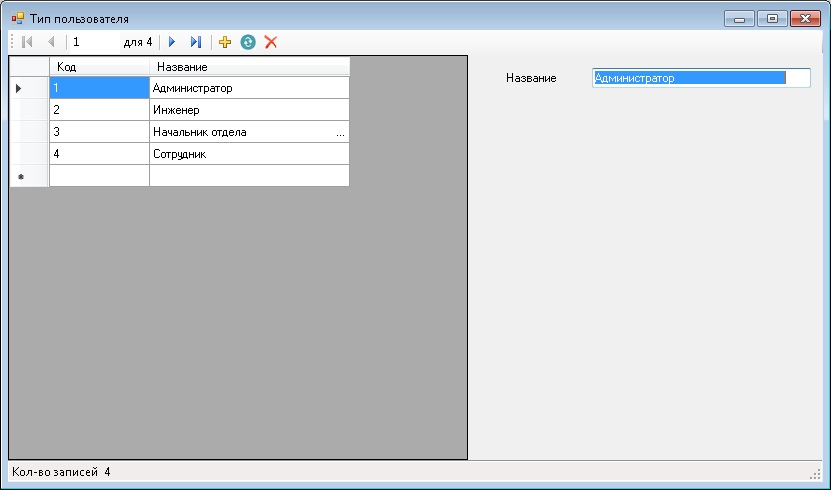 Тип пользователя
1 для 4
Код Название
1 Администратор
2 Инженер
3 Начальник отдела ...
4 Сотрудник
Название Администратор
Кол-во записей 4